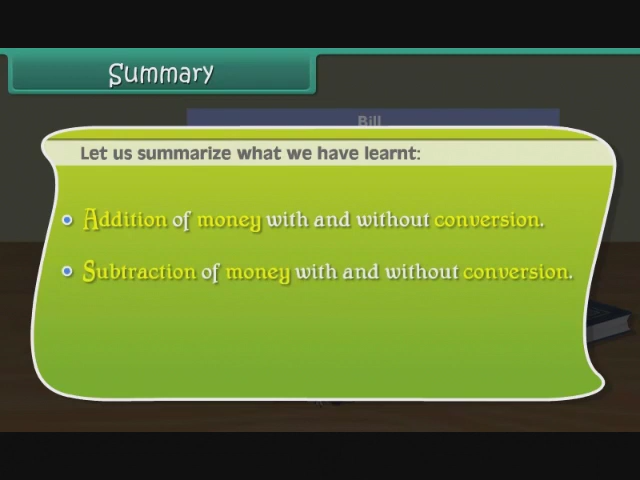 Summary
Bill
Let us summarize what we have learnt:
Addition of money with and without conversion.
Subtraction of money with and without conversion.